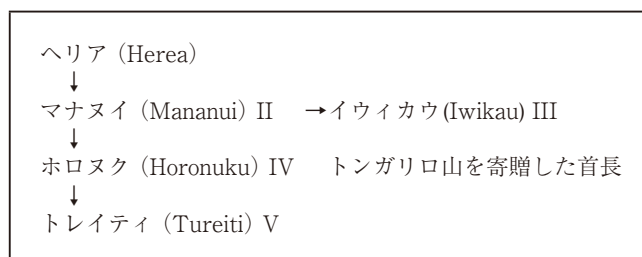 ヘリア（Herea）
↓
マナヌイ（Mananui）II →イウィカウ(Iwikau) III
↓
ホロヌク（Horonuku）IV トンガリロ山を寄贈した首長
↓
トレイティ（Tureiti）V